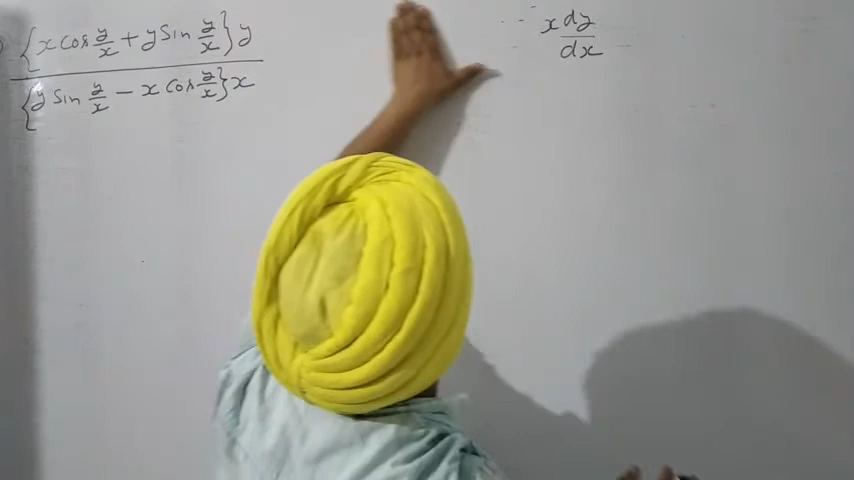 {x cos y/x + y Sin y/x} y
{y Sin y/x − x cos y/x} x
x dy/dx